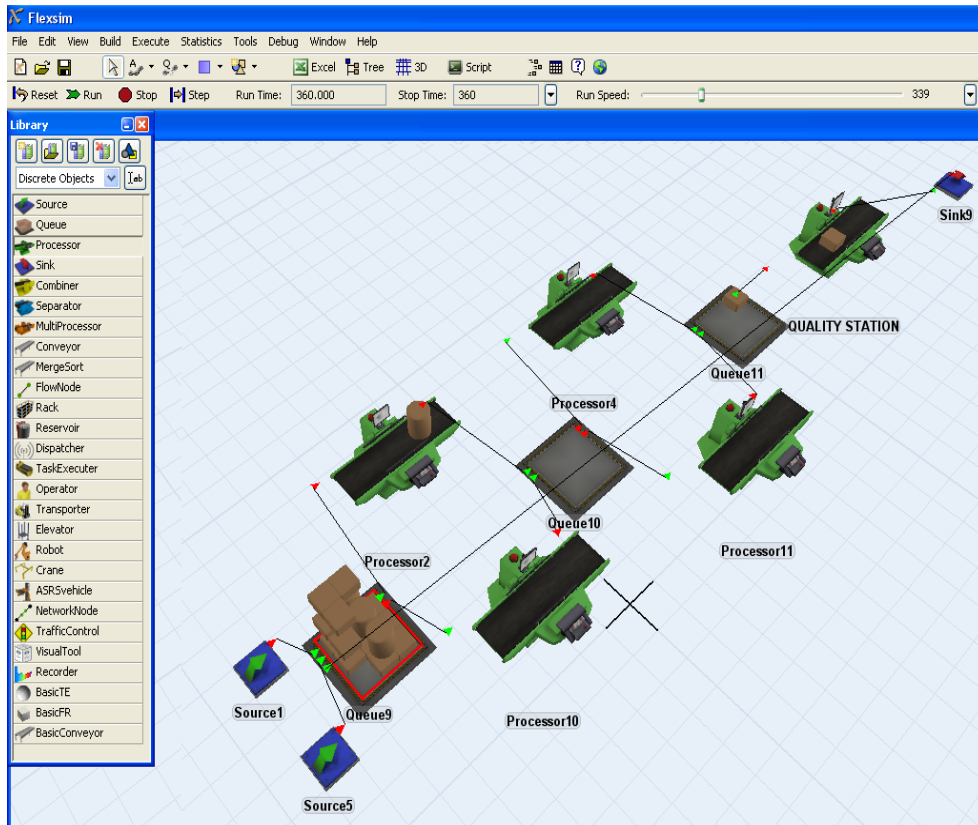 Flexsim
File Edit View Build Execute Statistics Tools Debug Window Help
Excel Tree 3D Script
Reset Run Stop Step Run Time: 360.000 Stop Time: 360 Run Speed: 339
Library
Discrete Objects
Source
Queue
Processor
Sink
Combiner
Separator
MultiProcessor
Conveyor
MergeSort
FlowNode
Rack
Reservoir
Dispatcher
TaskExecuter
Operator
Transporter
Elevator
Robot
Crane
ASRSvehicle
NetworkNode
TrafficControl
VisualTool
Recorder
BasicTE
BasicFR
BasicConveyor
Sink9
QUALITY STATION
Queue11
Processor4
Queue10
Processor11
Processor2
Source1
Queue9
Processor10
Source5